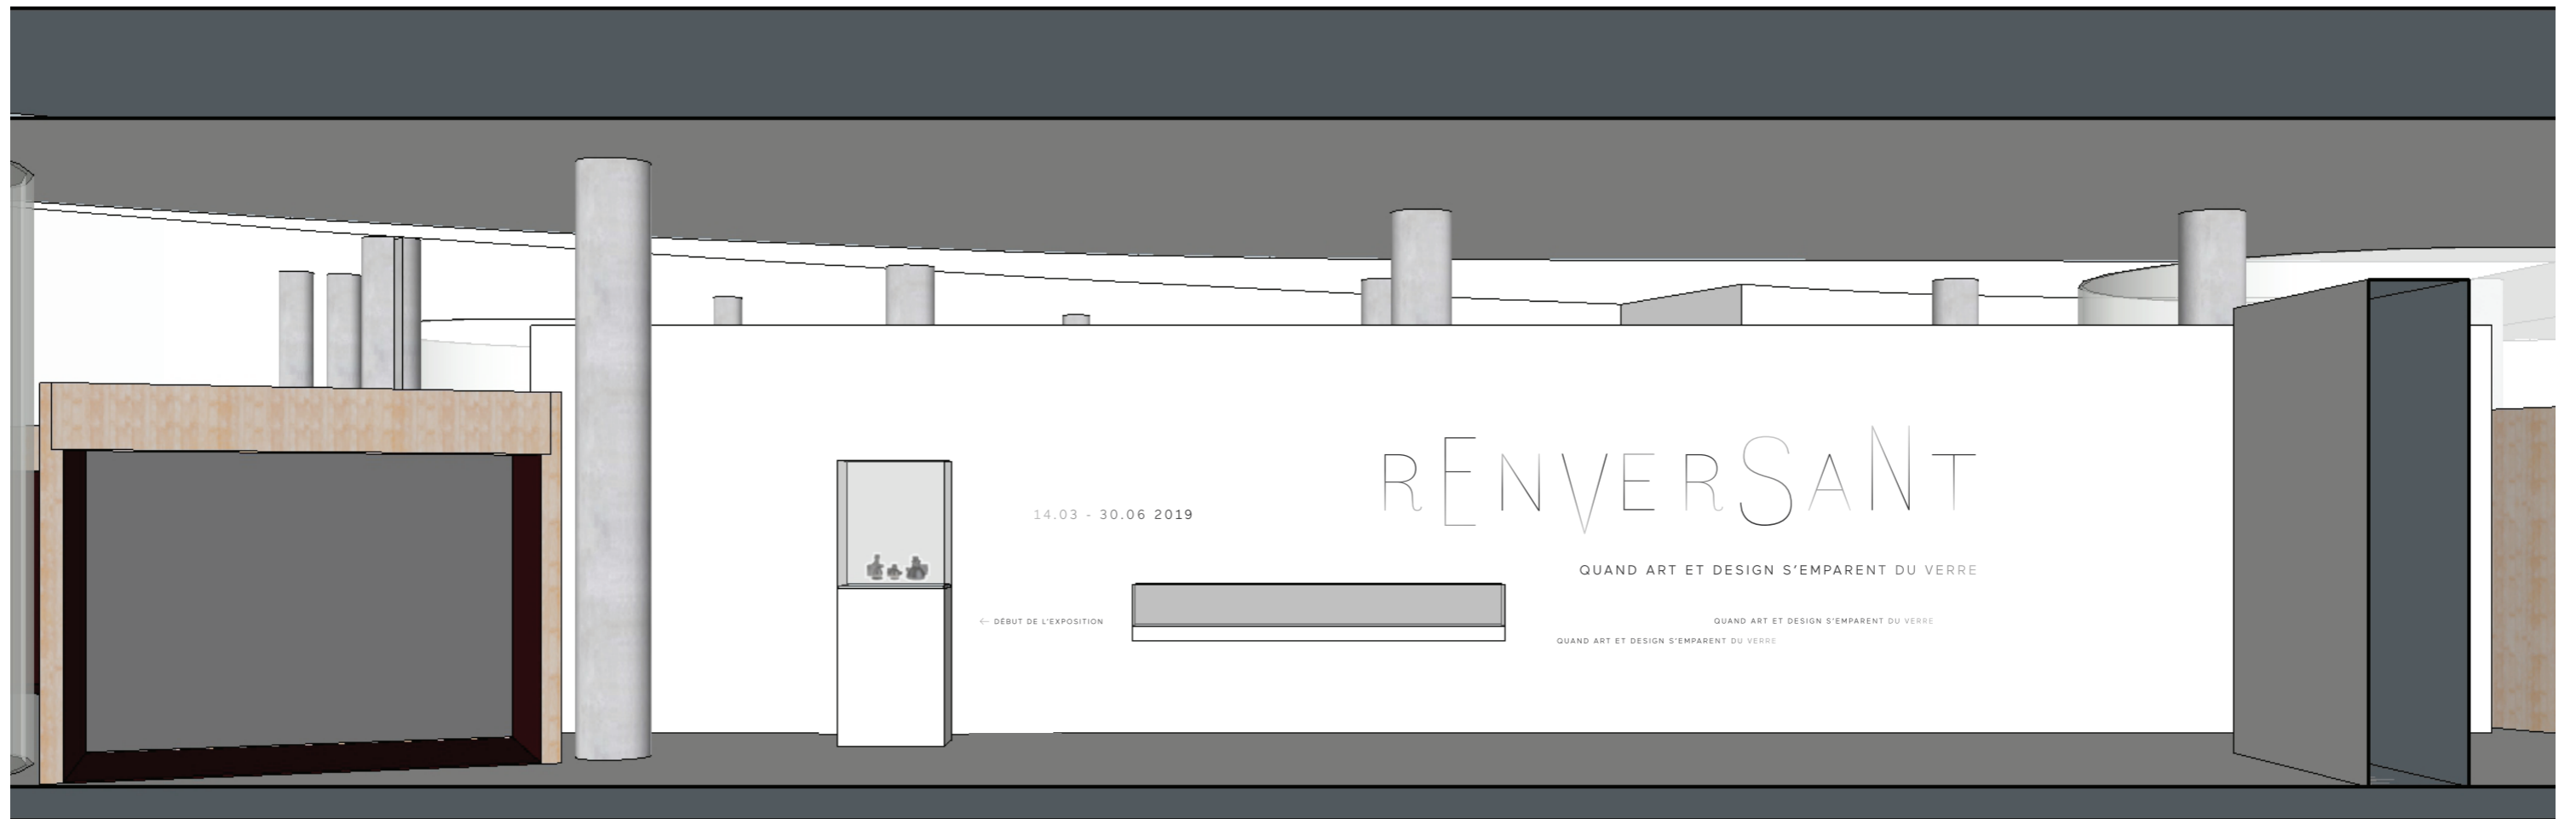 RENVERSANT
14.03 - 30.06 2019
QUAND ART ET DESIGN S'EMPARENT DU VERRE
← DÉBUT DE L'EXPOSITION
QUAND ART ET DESIGN S'EMPARENT DU VERRE
QUAND ART ET DESIGN S'EMPARENT DU VERRE